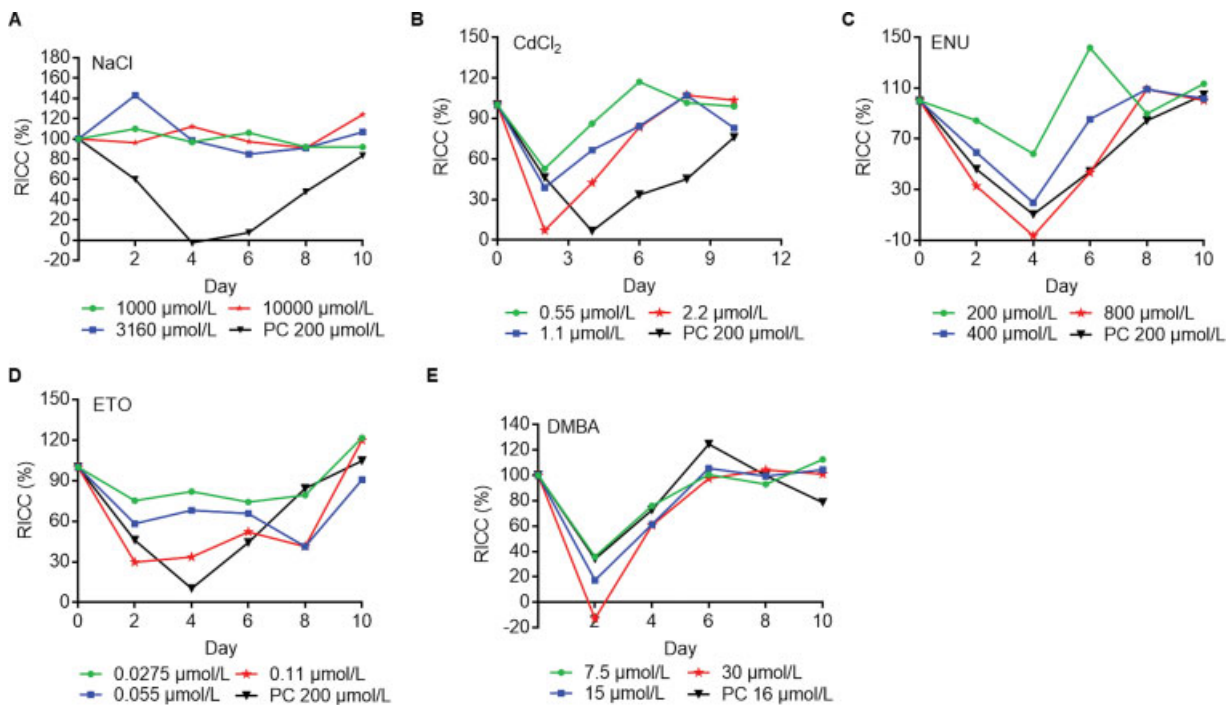 A
NaCl
RICC (%)
180
160
140
120
100
80
60
40
20
0
-20
2 4 6 8 10
Day
1000 µmol/L 10000 µmol/L
3160 µmol/L PC 200 µmol/L
B
CdCl₂
RICC (%)
150
120
90
60
30
0
0 3 6 9 12
Day
0.55 µmol/L 2.2 µmol/L
1.1 µmol/L PC 200 µmol/L
C
ENU
RICC (%)
150
110
70
30
-10
0 2 4 6 8 10
Day
200 µmol/L 800 µmol/L
400 µmol/L PC 200 µmol/L
D
ETO
RICC (%)
150
120
90
60
30
0
0 2 4 6 8 10
Day
0.0275 µmol/L 0.11 µmol/L
0.055 µmol/L PC 200 µmol/L
E
DMBA
RICC (%)
140
120
100
80
60
40
20
0
-20
2 4 6 8 10
Day
7.5 µmol/L 30 µmol/L
15 µmol/L PC 16 µmol/L